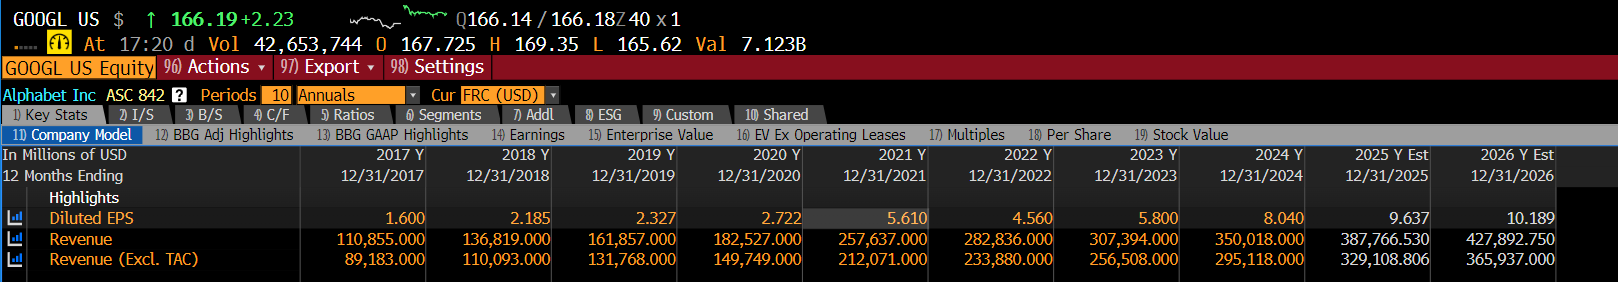 GOOGL US $ ↑ 166.19 +2.23 Q166.14 / 166.18Z 40 x 1
At 17:20 d Vol 42,653,744 O 167.725 H 169.35 L 165.62 Val 7.123B
GOOGL US Equity 96) Actions 97) Export 98) Settings
Alphabet Inc ASC 842 ? Periods 10 Annuals Cur FRC (USD)
1) Key Stats 2) I/S 3) B/S 4) C/F 5) Ratios 6) Segments 7) Addl 8) ESG 9) Custom 10) Shared
11) Company Model 12) BBG Adj Highlights 13) BBG GAAP Highlights 14) Earnings 15) Enterprise Value 16) EV Ex Operating Leases 17) Multiples 18) Per Share 19) Stock Value
In Millions of USD 2017 Y 2018 Y 2019 Y 2020 Y 2021 Y 2022 Y 2023 Y 2024 Y 2025 Y Est 2026 Y Est
12 Months Ending 12/31/2017 12/31/2018 12/31/2019 12/31/2020 12/31/2021 12/31/2022 12/31/2023 12/31/2024 12/31/2025 12/31/2026
Highlights
Diluted EPS 1.600 2.185 2.327 2.722 5.610 4.560 5.800 8.040 9.637 10.189
Revenue 110,855.000 136,819.000 161,857.000 182,527.000 257,637.000 282,836.000 307,394.000 350,018.000 387,766.530 427,892.750
Revenue (Excl. TAC) 89,183.000 110,093.000 131,768.000 149,749.000 212,071.000 233,880.000 256,508.000 295,118.000 329,108.806 365,937.000